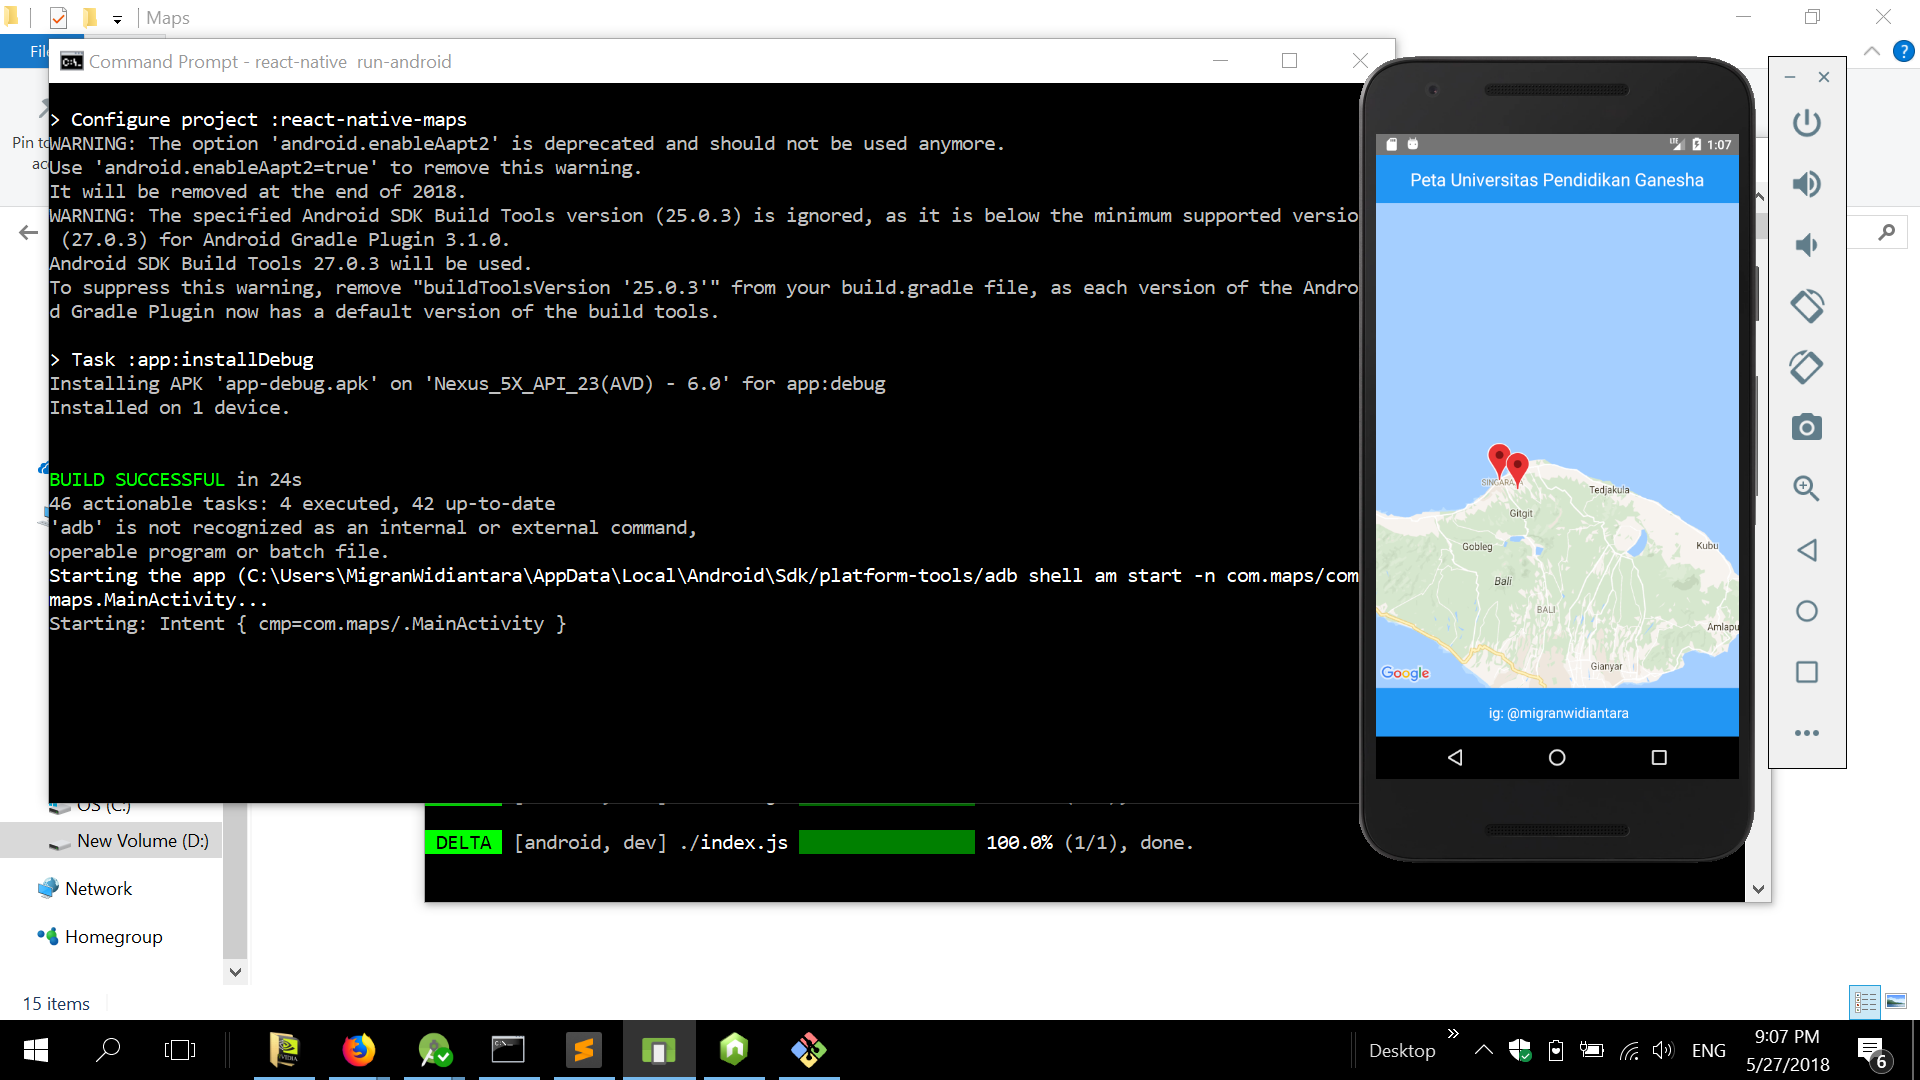 Maps
File
Command Prompt - react-native  run-android
Pin to
> Configure project :react-native-maps
WARNING: The option 'android.enableAapt2' is deprecated and should not be used anymore.
Use 'android.enableAapt2=true' to remove this warning.
It will be removed at the end of 2018.
WARNING: The specified Android SDK Build Tools version (25.0.3) is ignored, as it is below the minimum supported versio
 (27.0.3) for Android Gradle Plugin 3.1.0.
Android SDK Build Tools 27.0.3 will be used.
To suppress this warning, remove "buildToolsVersion '25.0.3'" from your build.gradle file, as each version of the Andro
d Gradle Plugin now has a default version of the build tools.
> Task :app:installDebug
Installing APK 'app-debug.apk' on 'Nexus_5X_API_23(AVD) - 6.0' for app:debug
Installed on 1 device.
BUILD SUCCESSFUL in 24s
46 actionable tasks: 4 executed, 42 up-to-date
'adb' is not recognized as an internal or external command,
operable program or batch file.
Starting the app (C:\Users\MigranWidiantara\AppData\Local\Android\Sdk/platform-tools/adb shell am start -n com.maps/com
maps.MainActivity...
Starting: Intent { cmp=com.maps/.MainActivity }
LTE 1:07
Peta Universitas Pendidikan Ganesha
SINGARAJA
Tedjakula
Gitgit
Gobleg
Kubu
Bali
BALI
Amlapu
Gianyar
Google
ig: @migranwidiantara
OS (C:)
New Volume (D:)
Network
Homegroup
DELTA [android, dev] ./index.js 100.0% (1/1), done.
15 items
Desktop
ENG
9:07 PM
5/27/2018
6